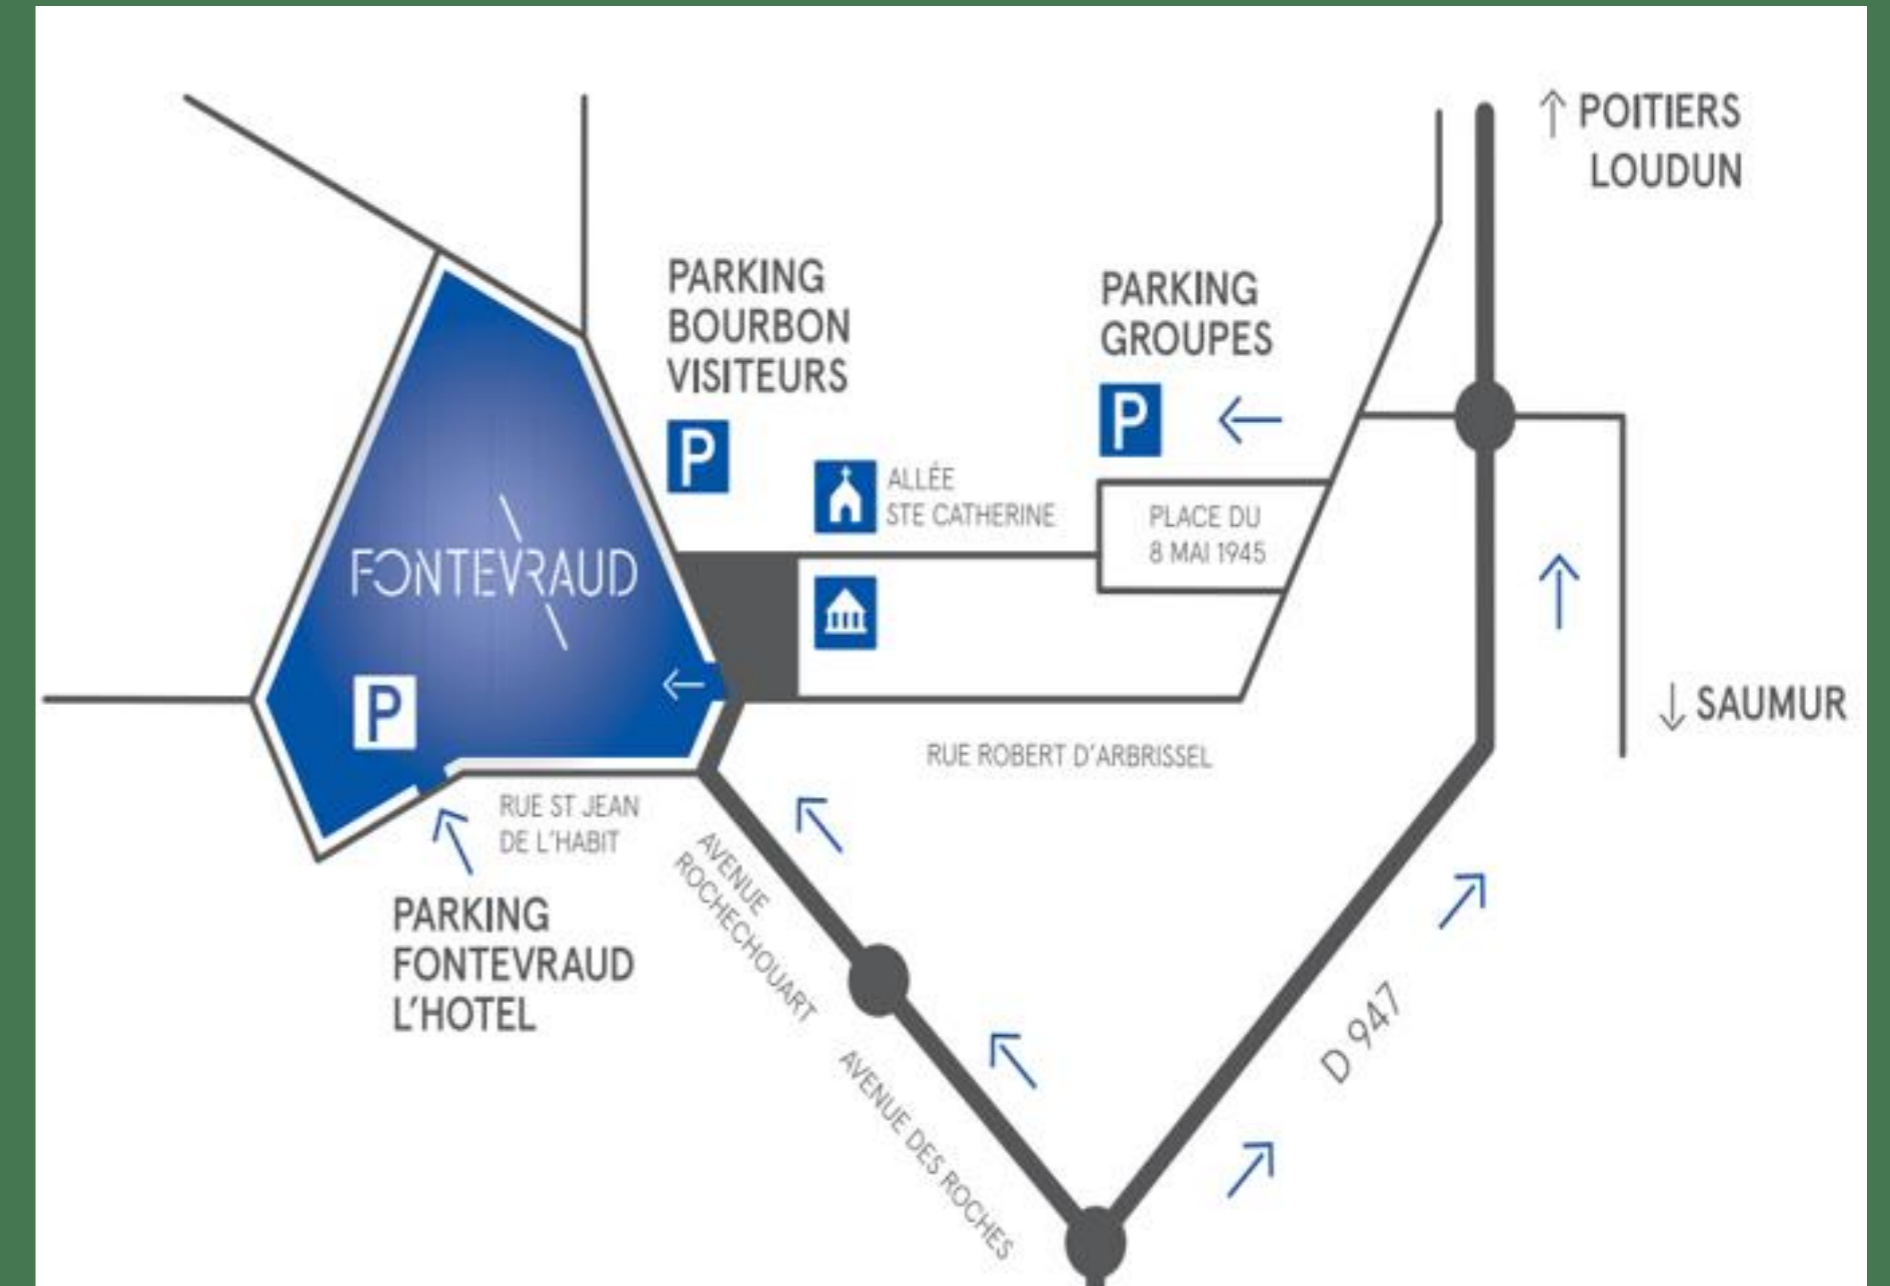 ↑ POITIERS
LOUDUN
PARKING
BOURBON
VISITEURS
P
PARKING
GROUPES
P ←
ALLÉE
STE CATHERINE
PLACE DU
8 MAI 1945
FONTEVRAUD
P
↓ SAUMUR
RUE ROBERT D'ARBRISSEL
RUE ST JEAN
DE L'HABIT
PARKING
FONTEVRAUD
L'HOTEL
AVENUE
ROCHECHOUART
AVENUE DES ROCHES
D 947